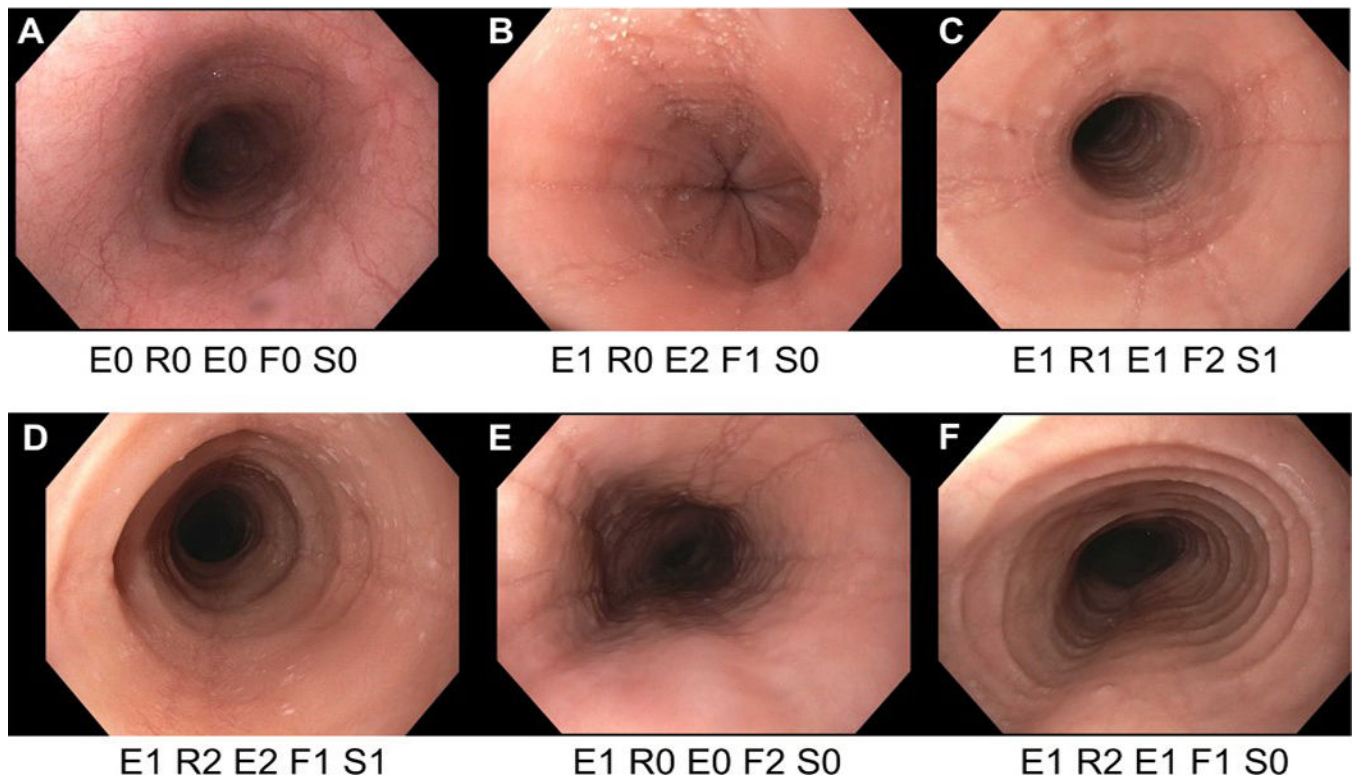 A B C
E0 R0 E0 F0 S0 E1 R0 E2 F1 S0 E1 R1 E1 F2 S1
D E F
E1 R2 E2 F1 S1 E1 R0 E0 F2 S0 E1 R2 E1 F1 S0